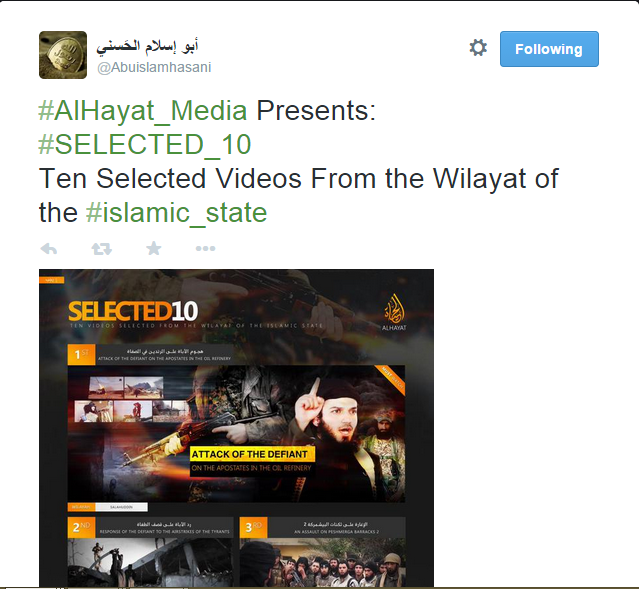 أبو إسلام الحَسني
@Abuislamhasani
Following
#AlHayat_Media Presents:
#SELECTED_10
Ten Selected Videos From the Wilayat of
the #islamic_state
SELECTED10
TEN VIDEOS SELECTED FROM THE WILAYAT OF THE ISLAMIC STATE
ALHAYAT
1ST
هجوم الأباة على المرتدين في المصفاة
ATTACK OF THE DEFIANT ON THE APOSTATES IN THE OIL REFINERY
ATTACK OF THE DEFIANT
ON THE APOSTATES IN THE OIL REFINERY
SALAHUDDIN
2ND
رد الأباة على قصف الطغاة
RESPONSE OF THE DEFIANT TO THE AIRSTRIKES OF THE TYRANTS
3RD
الإغارة على ثكنات البيشمركة 2
AN ASSAULT ON PESHMERGA BARRACKS 2